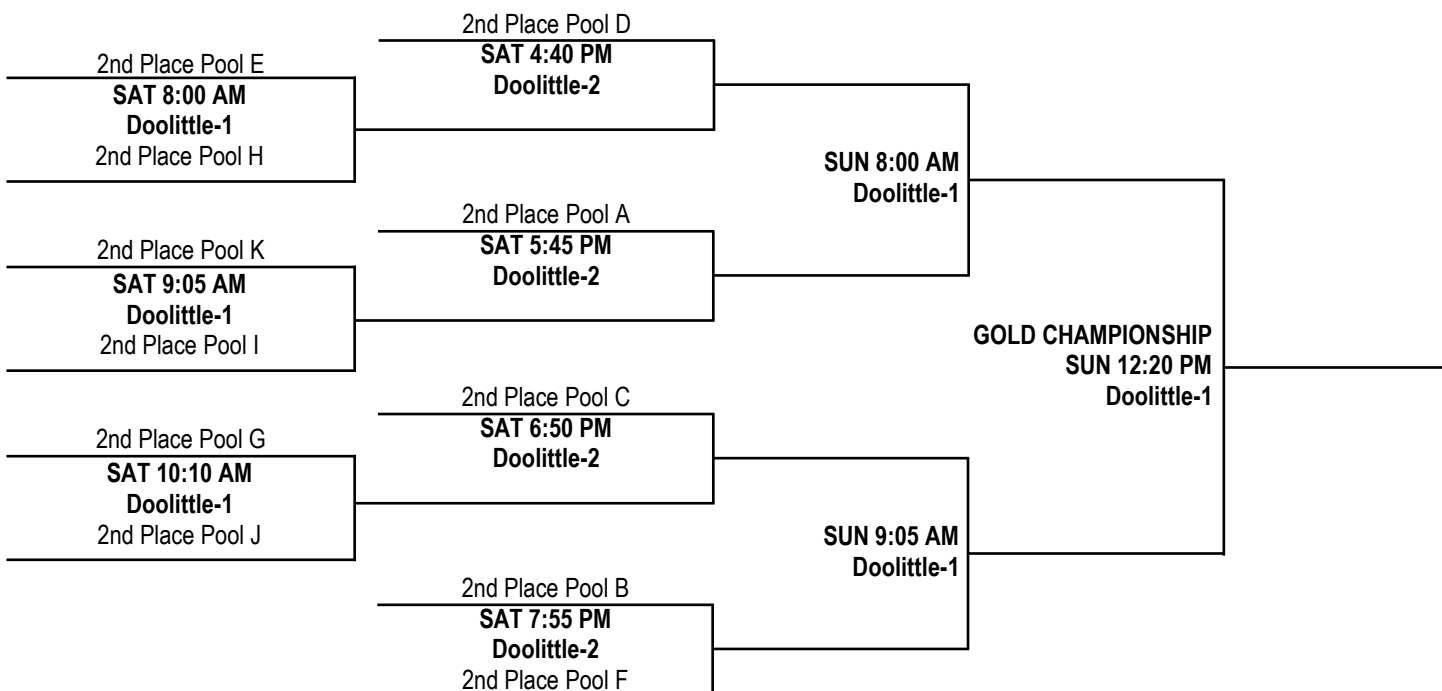 2nd Place Pool D
SAT 4:40 PM
Doolittle-2
2nd Place Pool E
SAT 8:00 AM
Doolittle-1
2nd Place Pool H
SUN 8:00 AM
Doolittle-1
2nd Place Pool A
SAT 5:45 PM
Doolittle-2
2nd Place Pool K
SAT 9:05 AM
Doolittle-1
2nd Place Pool I
GOLD CHAMPIONSHIP
SUN 12:20 PM
Doolittle-1
2nd Place Pool C
SAT 6:50 PM
Doolittle-2
2nd Place Pool G
SAT 10:10 AM
Doolittle-1
2nd Place Pool J
SUN 9:05 AM
Doolittle-1
2nd Place Pool B
SAT 7:55 PM
Doolittle-2
2nd Place Pool F